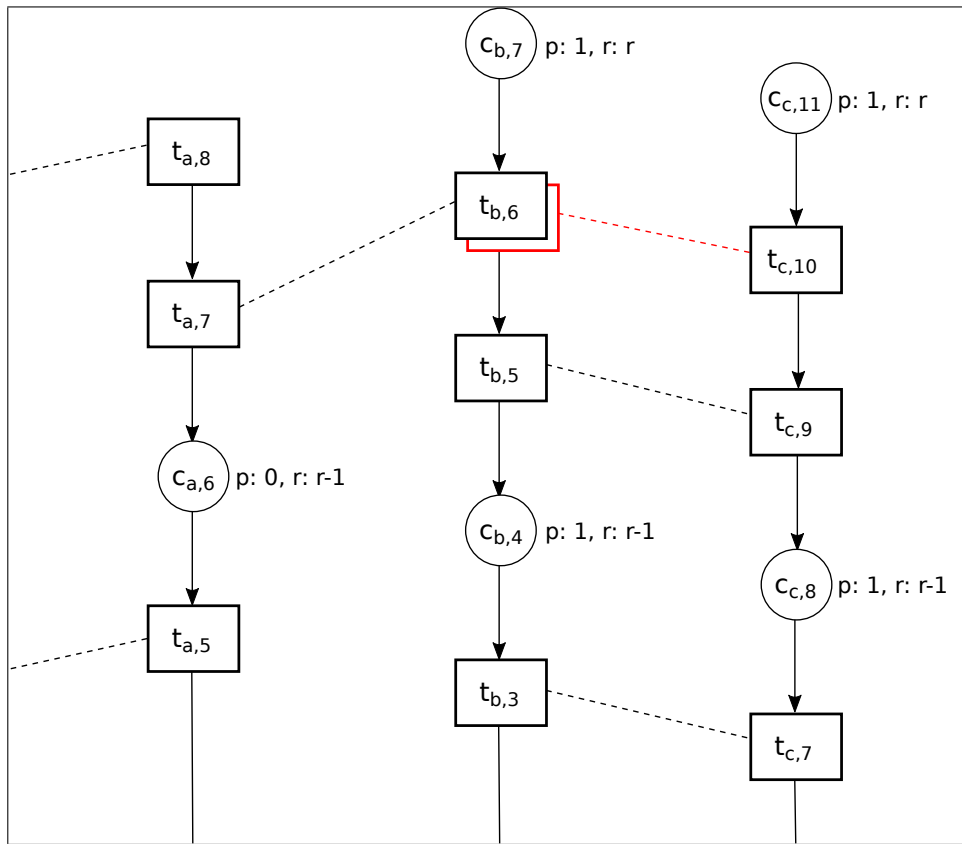 c_b,7 p: 1, r: r
c_c,11 p: 1, r: r
t_a,8
t_b,6
t_c,10
t_a,7
t_b,5
t_c,9
c_a,6 p: 0, r: r-1
c_b,4 p: 1, r: r-1
c_c,8 p: 1, r: r-1
t_a,5
t_b,3
t_c,7